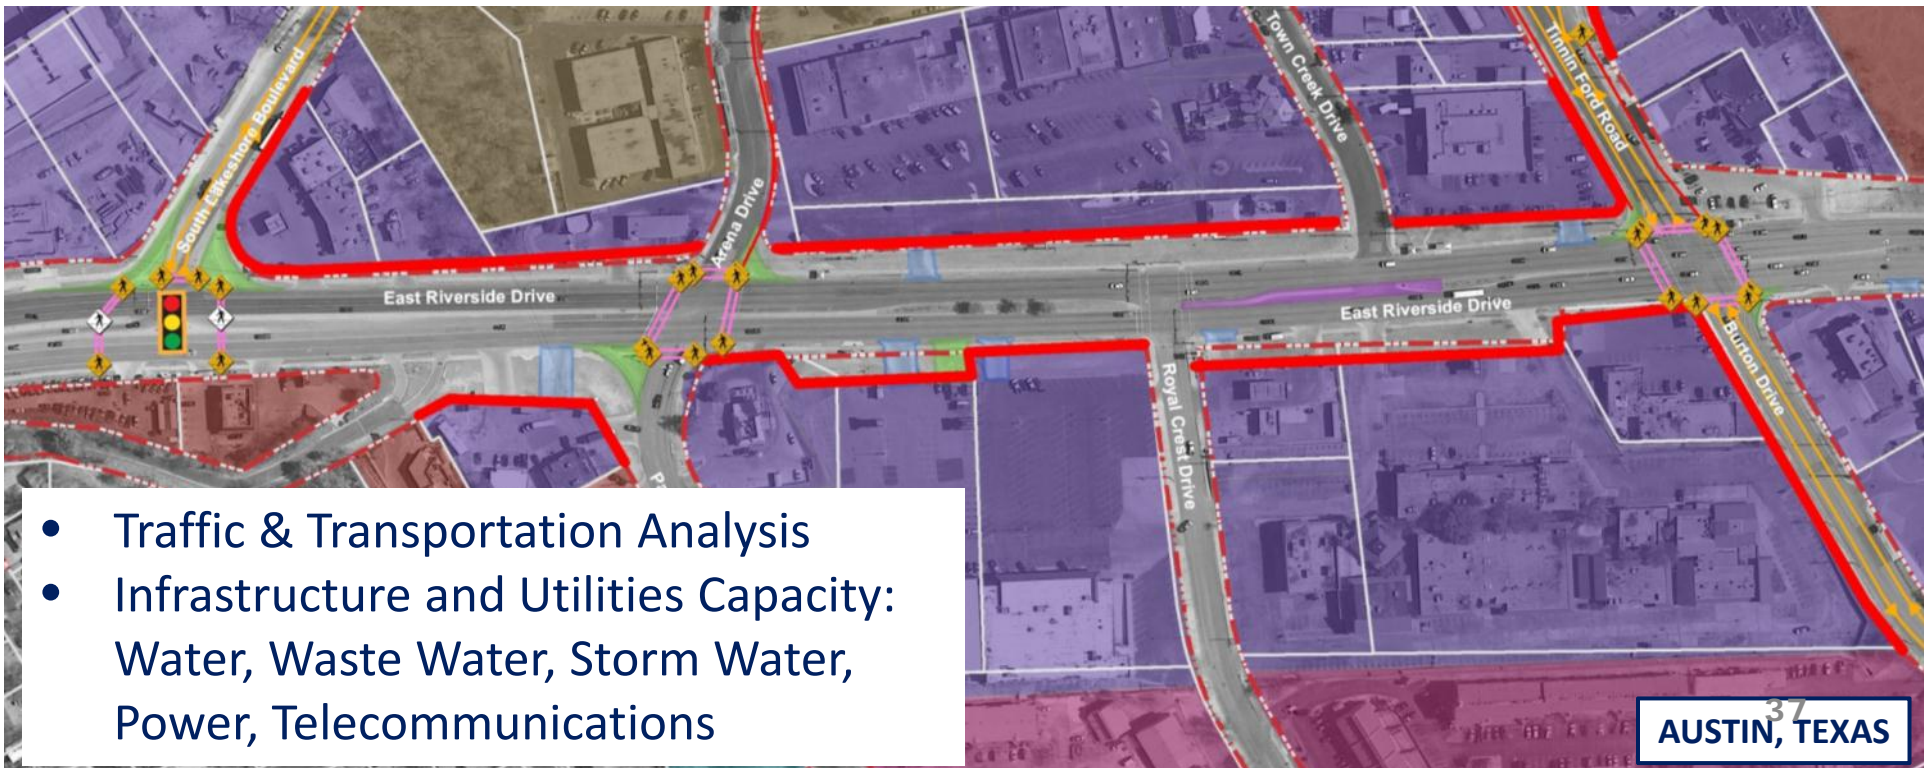 South Lakeshore Boulevard
Arena Drive
Town Creek Drive
Tinnin Ford Road
East Riverside Drive
East Riverside Drive
Royal Crest Drive
Burton Drive
Pa
• Traffic & Transportation Analysis
• Infrastructure and Utilities Capacity:
Water, Waste Water, Storm Water,
Power, Telecommunications
37
AUSTIN, TEXAS